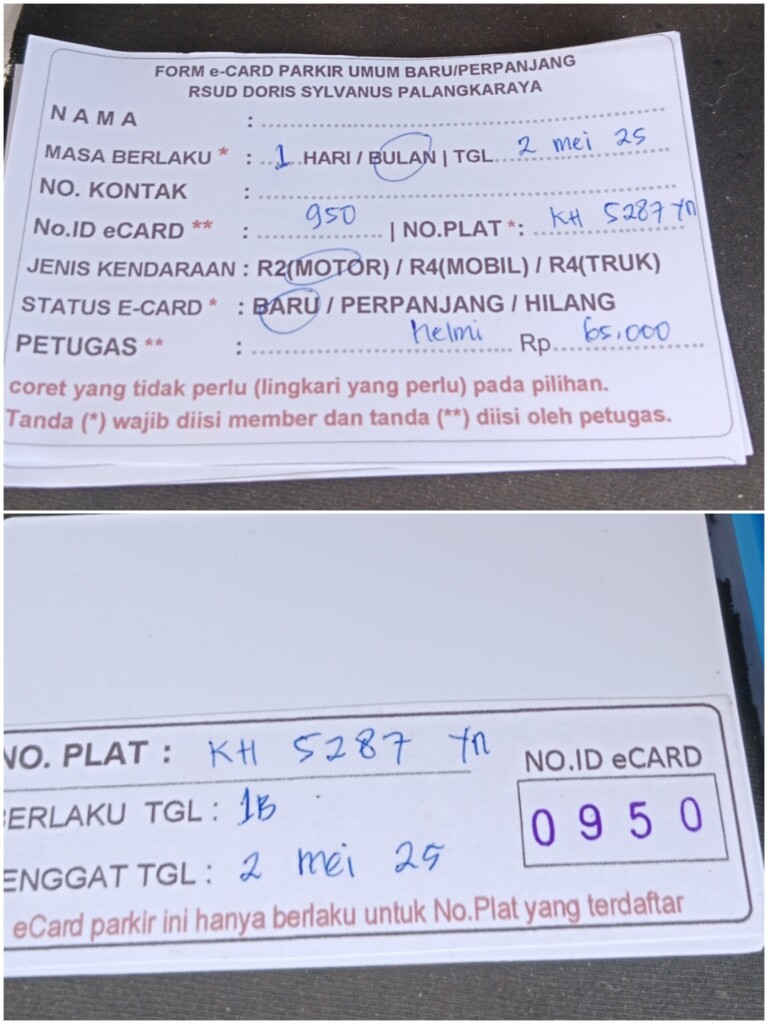 FORM e-CARD PARKIR UMUM BARU/PERPANJANG
RSUD DORIS SYLVANUS PALANGKARAYA
NAMA :
MASA BERLAKU * : 1 HARI / BULAN | TGL 2 mei 25
NO. KONTAK :
No.ID eCARD ** : 950 | NO.PLAT *: KH 5287 Yn
JENIS KENDARAAN : R2(MOTOR) / R4(MOBIL) / R4(TRUK)
STATUS E-CARD * : BARU / PERPANJANG / HILANG
PETUGAS ** : helmi Rp. 65.000
coret yang tidak perlu (lingkari yang perlu) pada pilihan.
Tanda (*) wajib diisi member dan tanda (**) diisi oleh petugas.
NO. PLAT : KH 5287 Yn
NO.ID eCARD
ERLAKU TGL : 1B
0950
ENGGAT TGL : 2 mei 25
eCard parkir ini hanya berlaku untuk No.Plat yang terdaftar